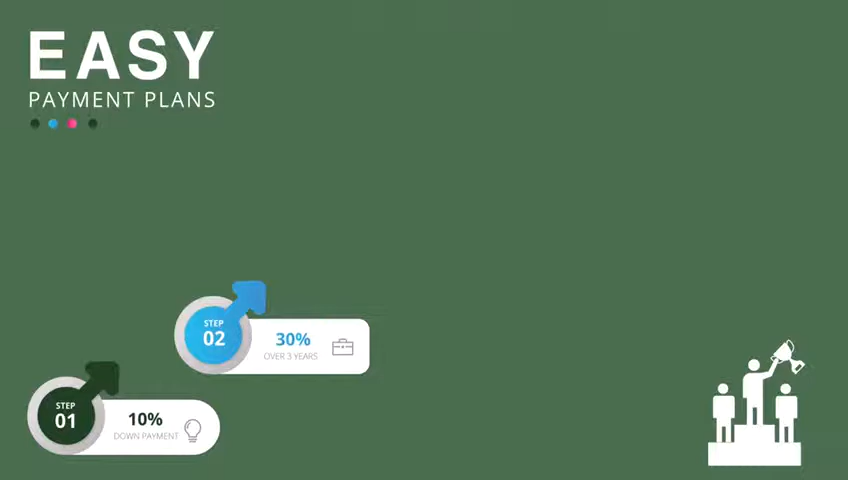 EASY
PAYMENT PLANS
STEP
02
30%
OVER 3 YEARS
STEP
01
10%
DOWN PAYMENT